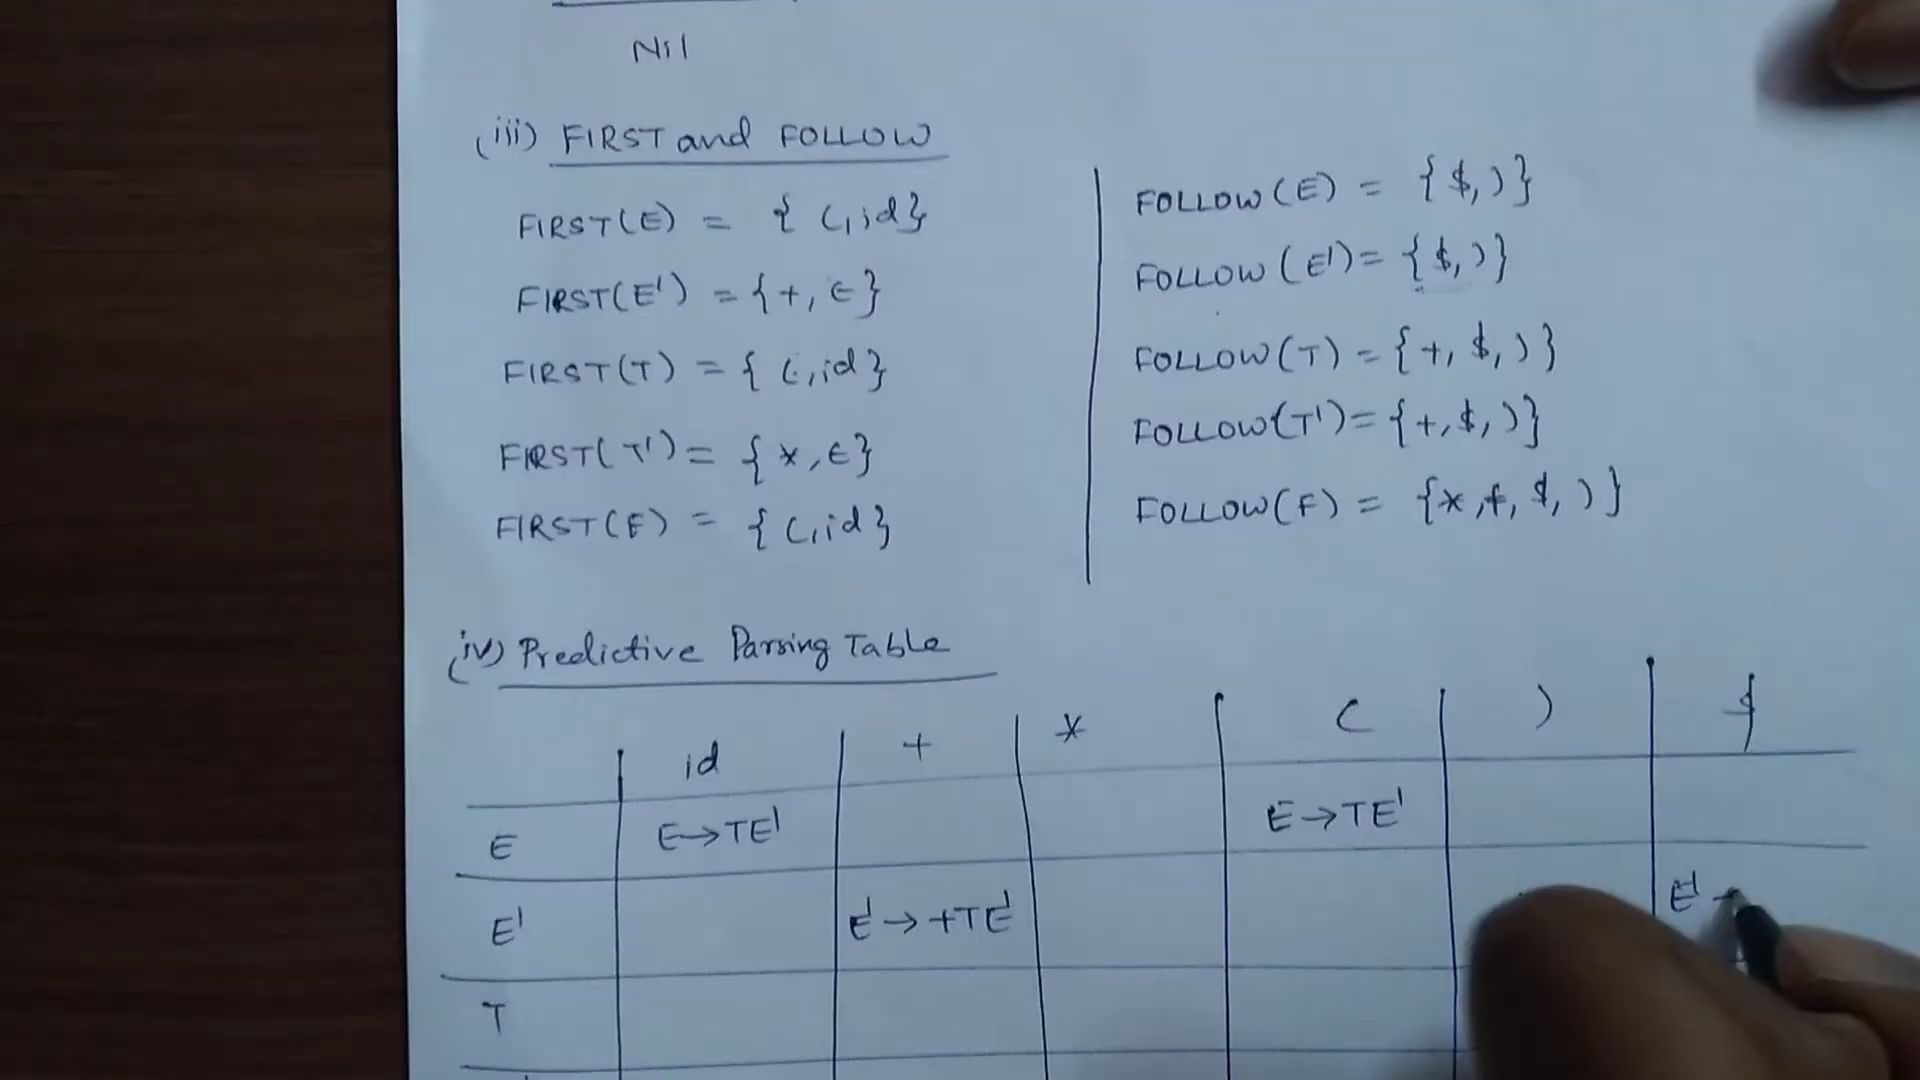 Nil
(iii) FIRST and FOLLOW
FIRST(E) = { (, id}
FIRST(E') = {+, ∈}
FIRST(T) = { (, id}
FIRST(T') = { *, ∈}
FIRST(F) = { (, id}
FOLLOW(E) = {$, )}
FOLLOW(E') = {$, )}
FOLLOW(T) = {+, $, )}
FOLLOW(T') = {+, $, )}
FOLLOW(F) = {*, +, $, )}
(iv) Predictive Parsing Table
id + * ( ) $
E E→TE' E→TE'
E' E'→+TE' E'
T